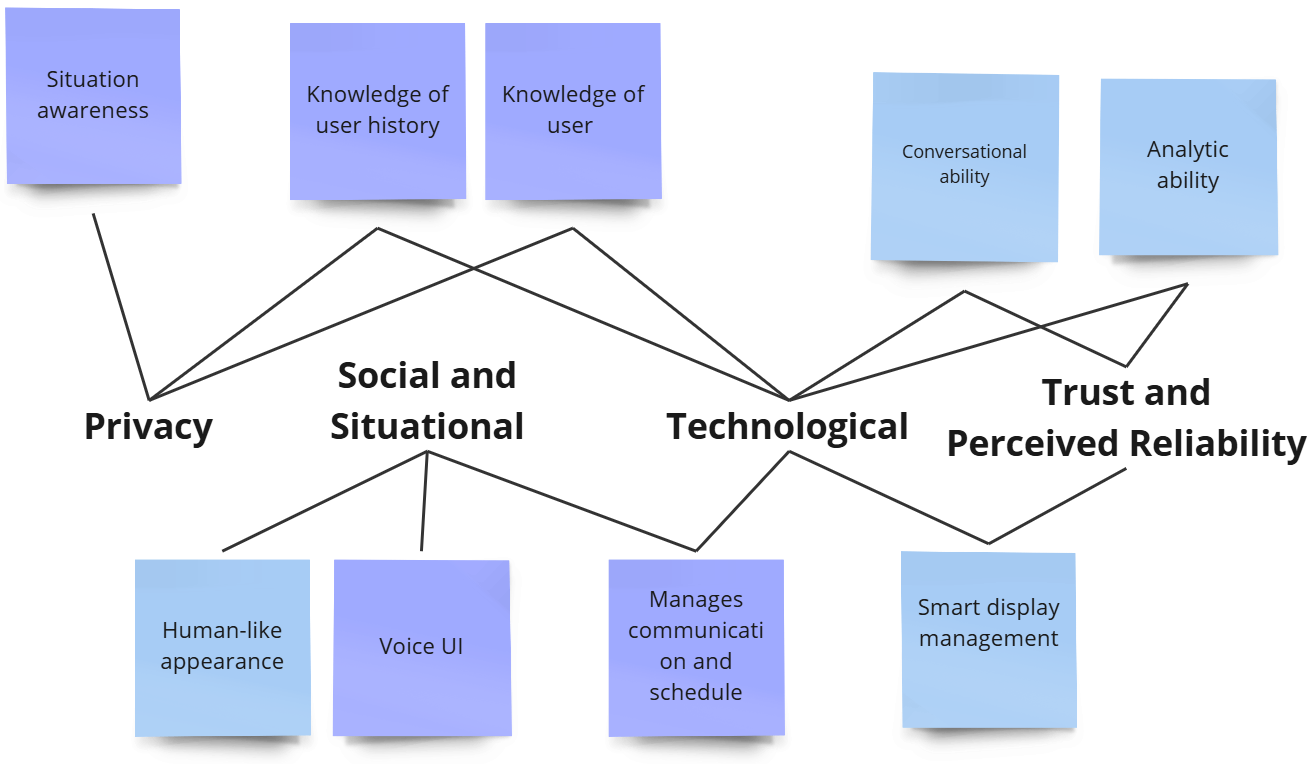 Situation
awareness
Knowledge of
user history
Knowledge of
user
Conversational
ability
Analytic
ability
Privacy
Social and
Situational
Technological
Trust and
Perceived Reliability
Human-like
appearance
Voice UI
Manages
communicati
on and
schedule
Smart display
management